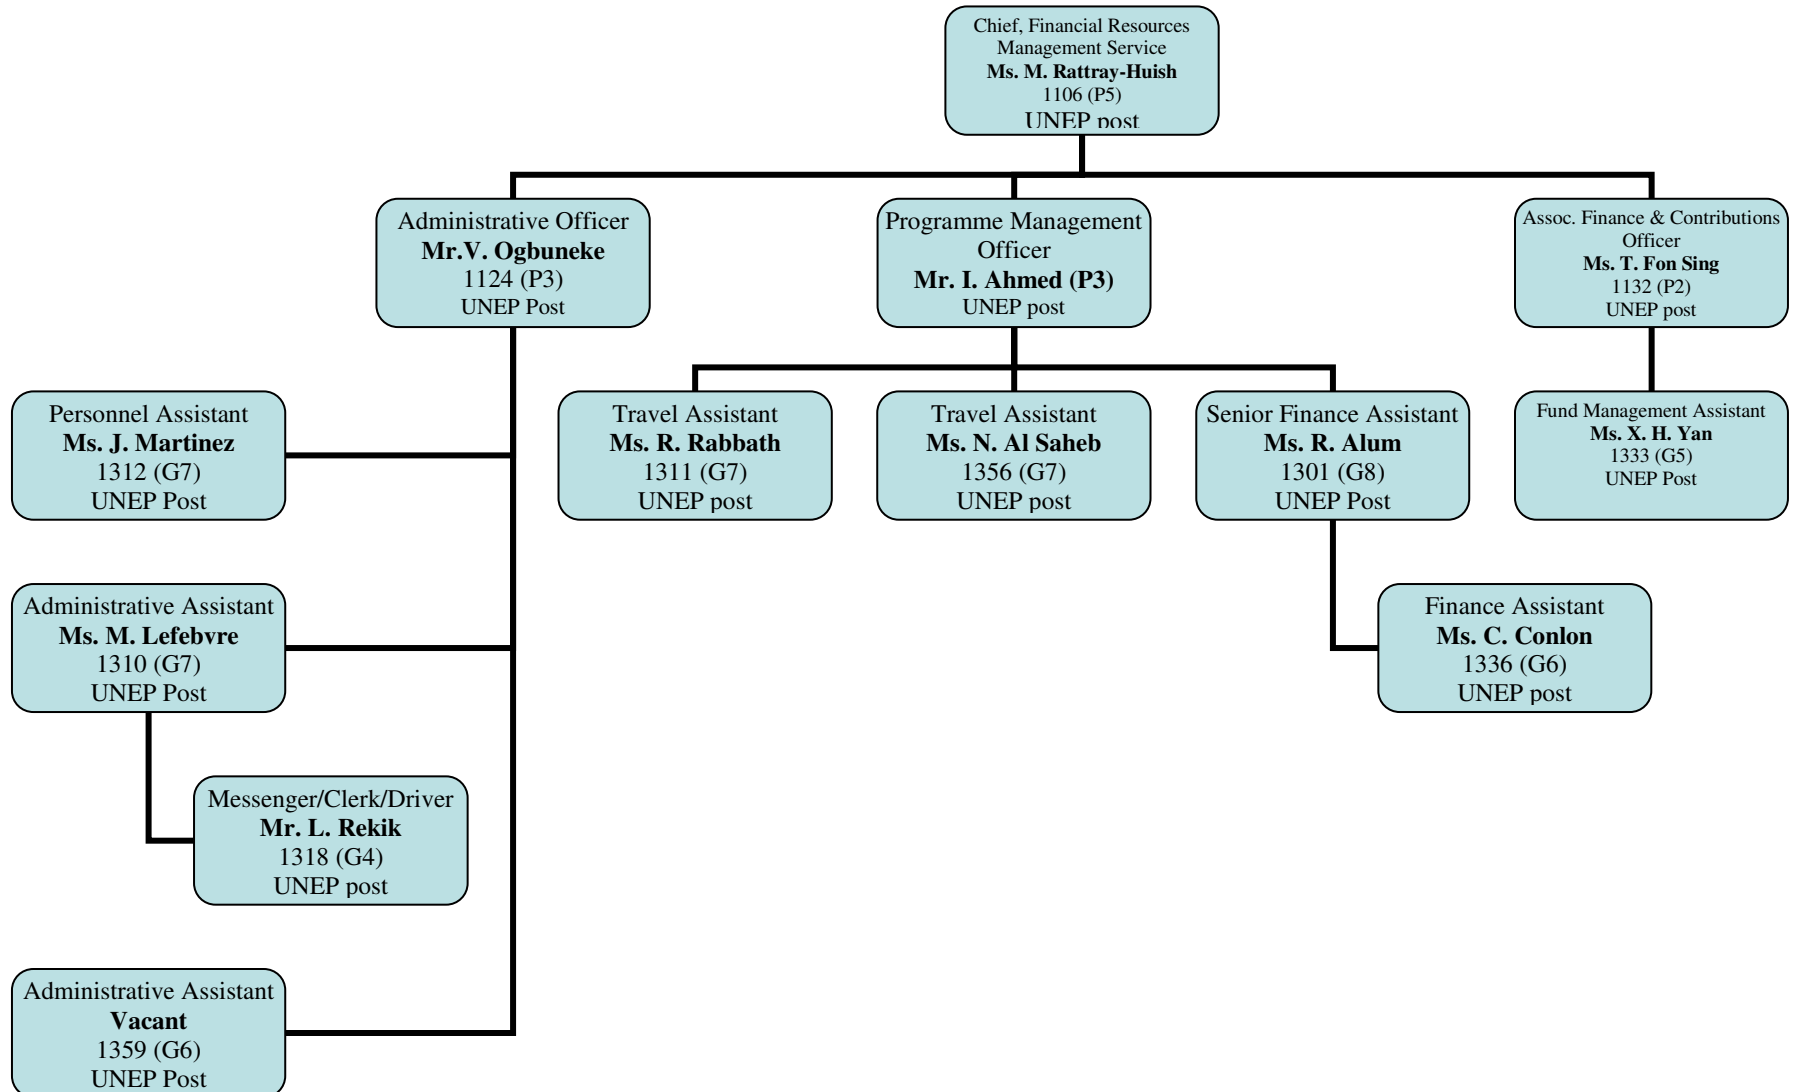 Chief, Financial Resources
Management Service
Ms. M. Rattray-Huish
1106 (P5)
UNEP post
Administrative Officer
Mr.V. Ogbuneke
1124 (P3)
UNEP Post
Programme Management
Officer
Mr. I. Ahmed (P3)
UNEP post
Assoc. Finance & Contributions
Officer
Ms. T. Fon Sing
1132 (P2)
UNEP post
Personnel Assistant
Ms. J. Martinez
1312 (G7)
UNEP Post
Travel Assistant
Ms. R. Rabbath
1311 (G7)
UNEP post
Travel Assistant
Ms. N. Al Saheb
1356 (G7)
UNEP post
Senior Finance Assistant
Ms. R. Alum
1301 (G8)
UNEP Post
Fund Management Assistant
Ms. X. H. Yan
1333 (G5)
UNEP Post
Administrative Assistant
Ms. M. Lefebvre
1310 (G7)
UNEP Post
Finance Assistant
Ms. C. Conlon
1336 (G6)
UNEP post
Messenger/Clerk/Driver
Mr. L. Rekik
1318 (G4)
UNEP post
Administrative Assistant
Vacant
1359 (G6)
UNEP Post